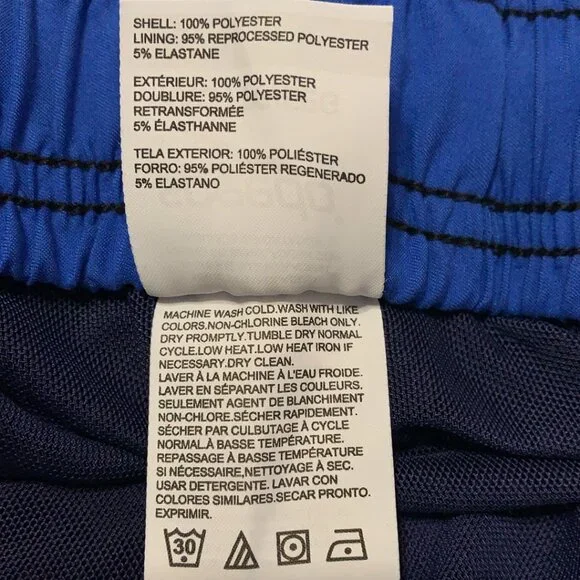 SHELL: 100% POLYESTER
LINING: 95% REPROCESSED POLYESTER
5% ELASTANE
EXTÉRIEUR: 100% POLYESTER
DOUBLURE: 95% POLYESTER
RETRANSFORMÉE
5% ÉLASTHANNE
TELA EXTERIOR: 100% POLIÉSTER
FORRO: 95% POLIÉSTER REGENERADO
5% ELASTANO
MACHINE WASH COLD.WASH WITH LIKE
COLORS.NON-CHLORINE BLEACH ONLY.
DRY PROMPTLY.TUMBLE DRY NORMAL
CYCLE.LOW HEAT.LOW HEAT IRON IF
NECESSARY.DRY CLEAN.
LAVER À LA MACHINE À L'EAU FROIDE.
LAVER EN SÉPARANT LES COULEURS.
SEULEMENT AGENT DE BLANCHIMENT
NON-CHLORE.SÉCHER RAPIDEMENT.
SÉCHER PAR CULBUTAGE À CYCLE
NORMAL.À BASSE TEMPÉRATURE.
REPASSAGE À BASSE TEMPÉRATURE
SI NÉCESSAIRE,NETTOYAGE À SEC.
USAR DETERGENTE. LAVAR CON
COLORES SIMILARES.SECAR PRONTO.
EXPRIMIR.
30